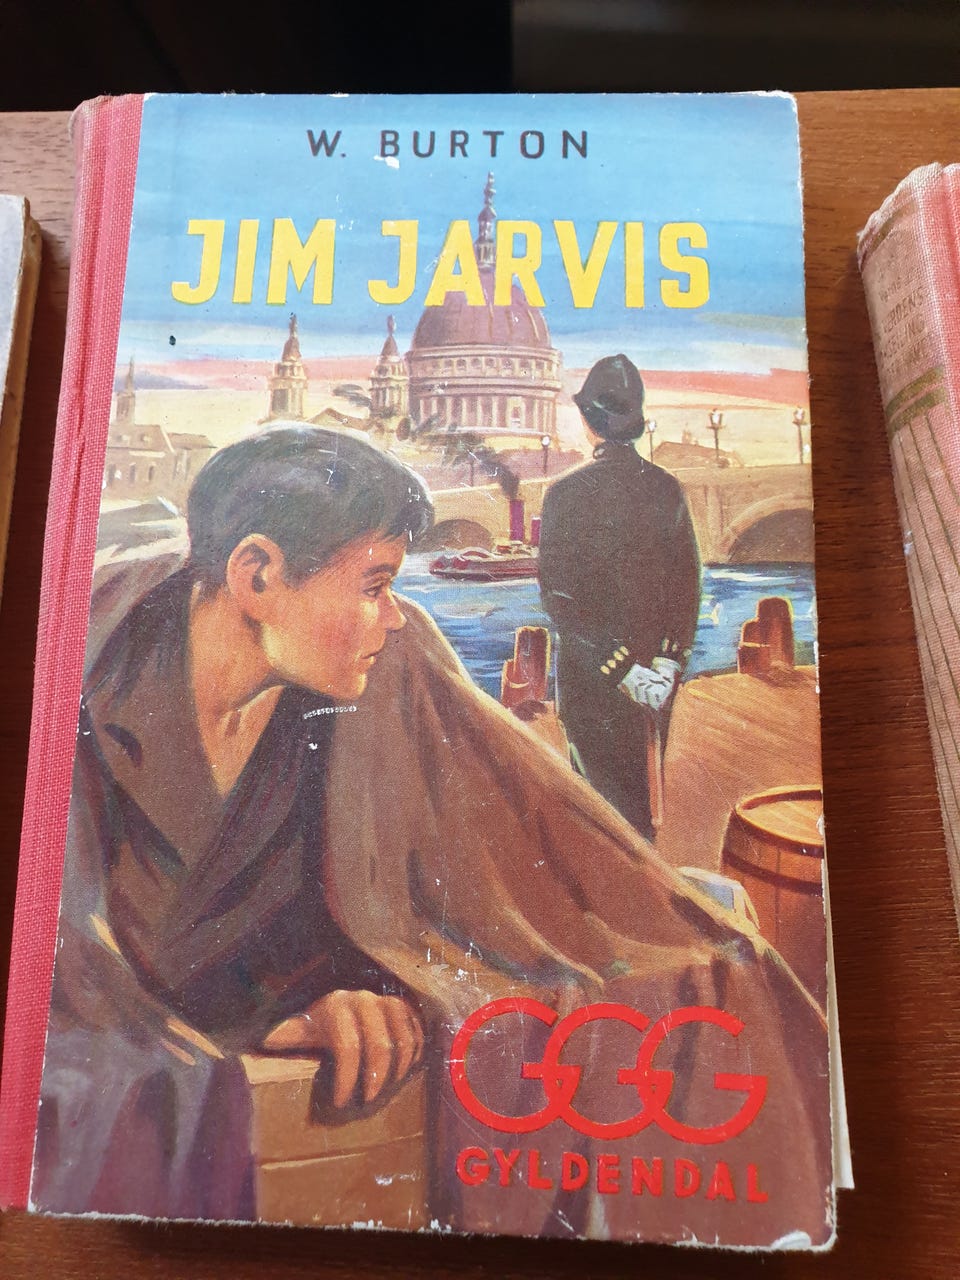 W. BURTON
JIM JARVIS
GGG
GYLDENDAL